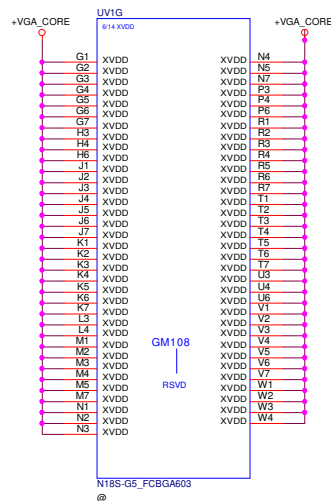 UV1G
+VGA_CORE +VGA_CORE
6/14 XVDD
G1 XVDD XVDD N4
G2 XVDD XVDD N5
G3 XVDD XVDD N7
G4 XVDD XVDD P3
G5 XVDD XVDD P4
G6 XVDD XVDD P6
G7 XVDD XVDD R1
H3 XVDD XVDD R2
H4 XVDD XVDD R3
H6 XVDD XVDD R4
J1 XVDD XVDD R5
J2 XVDD XVDD R6
J3 XVDD XVDD R7
J4 XVDD XVDD T1
J5 XVDD XVDD T2
J6 XVDD XVDD T3
J7 XVDD XVDD T4
K1 XVDD XVDD T5
K2 XVDD XVDD T6
K3 XVDD XVDD T7
K4 XVDD XVDD U3
K5 XVDD XVDD U4
K6 XVDD XVDD U6
K7 XVDD XVDD V1
L3 XVDD XVDD V2
L4 XVDD XVDD V3
M1 XVDD GM108 XVDD V4
M2 XVDD XVDD V5
M3 XVDD XVDD V6
M4 XVDD XVDD V7
M5 XVDD RSVD XVDD W1
M7 XVDD XVDD W2
N1 XVDD XVDD W3
N2 XVDD XVDD W4
N3 XVDD
N18S-G5_FCBGA603
@